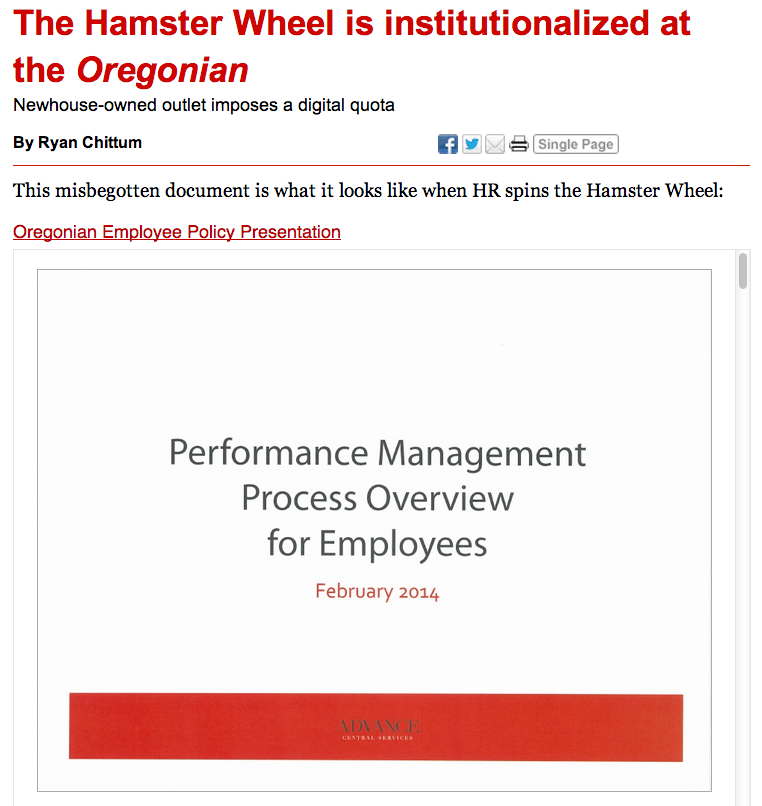 The Hamster Wheel is institutionalized at
the Oregonian
Newhouse-owned outlet imposes a digital quota
By Ryan Chittum
Single Page
This misbegotten document is what it looks like when HR spins the Hamster Wheel:
Oregonian Employee Policy Presentation
Performance Management
Process Overview
for Employees
February 2014
ADVANCE
CENTRAL SERVICES